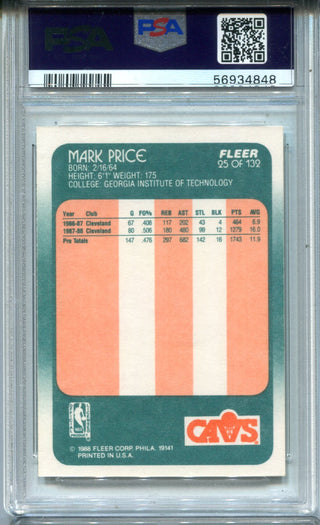 PSA
PSA
56934848
MARK PRICE
BORN: 2/16/64
HEIGHT: 6'1" WEIGHT: 175
COLLEGE: GEORGIA INSTITUTE OF TECHNOLOGY
FLEER
25 OF 132
Year Club G FG% REB AST STL BLK PTS AVG
1986-87 Cleveland 67 .408 117 202 43 4 464 6.9
1987-88 Cleveland 80 .506 180 480 99 12 1279 16.0
Pro Totals 147 .476 297 682 142 16 1743 11.9
NBA
CAVS
© 1988 FLEER CORP. PHILA. 19141
PRINTED IN U.S.A.